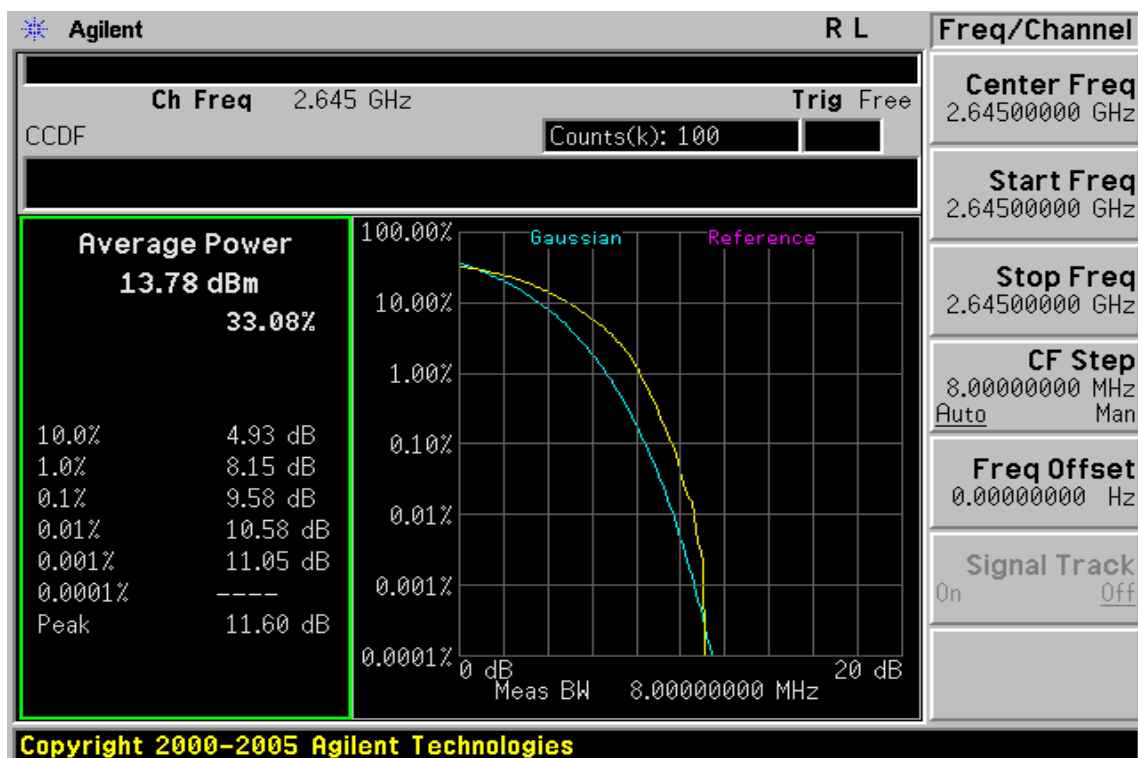 Agilent R L
Ch Freq 2.645 GHz Trig Free
CCDF Counts(k): 100
Average Power
13.78 dBm
33.08%
10.0% 4.93 dB
1.0% 8.15 dB
0.1% 9.58 dB
0.01% 10.58 dB
0.001% 11.05 dB
0.0001% ----
Peak 11.60 dB
Gaussian Reference
100.00%
10.00%
1.00%
0.10%
0.01%
0.001%
0.0001%
0 dB 20 dB
Meas BW 8.00000000 MHz
Freq/Channel
Center Freq
2.64500000 GHz
Start Freq
2.64500000 GHz
Stop Freq
2.64500000 GHz
CF Step
8.00000000 MHz
Auto Man
Freq Offset
0.00000000 Hz
Signal Track
On Off
Copyright 2000-2005 Agilent Technologies